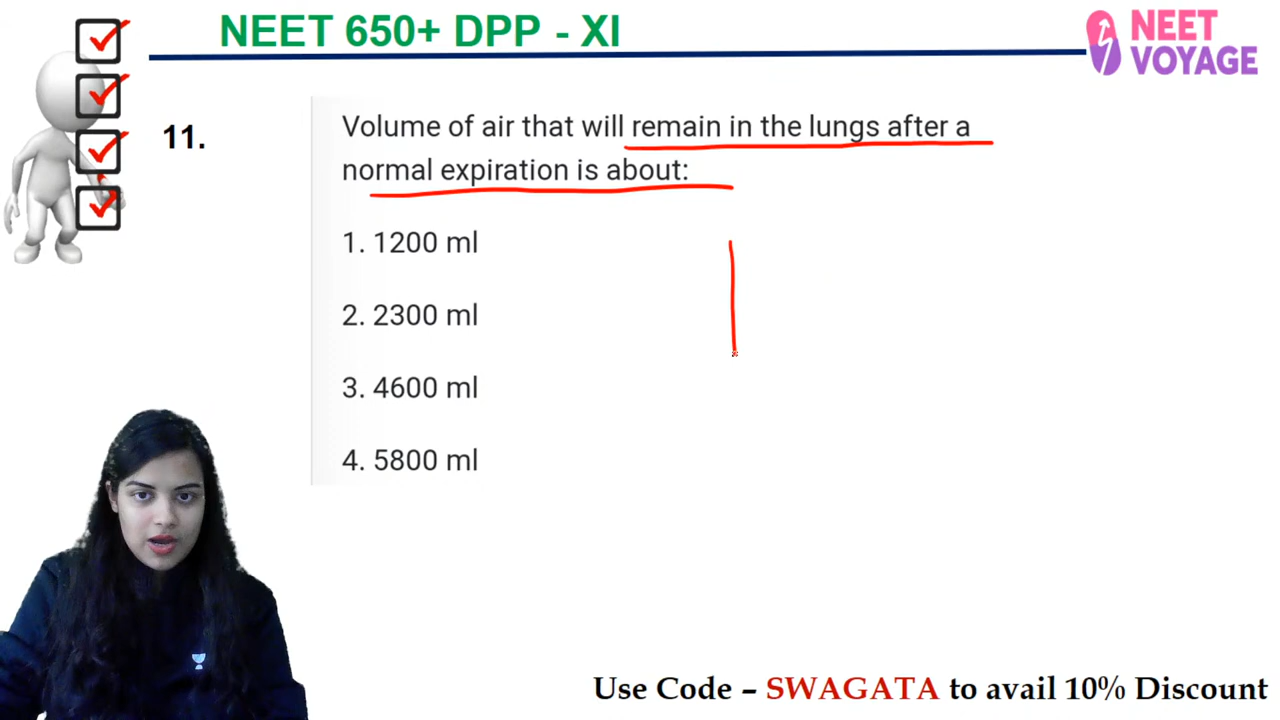 NEET 650+ DPP - XI
NEET
VOYAGE
11.
Volume of air that will remain in the lungs after a
normal expiration is about:
1. 1200 ml
2. 2300 ml
3. 4600 ml
4. 5800 ml
Use Code – SWAGATA to avail 10% Discount